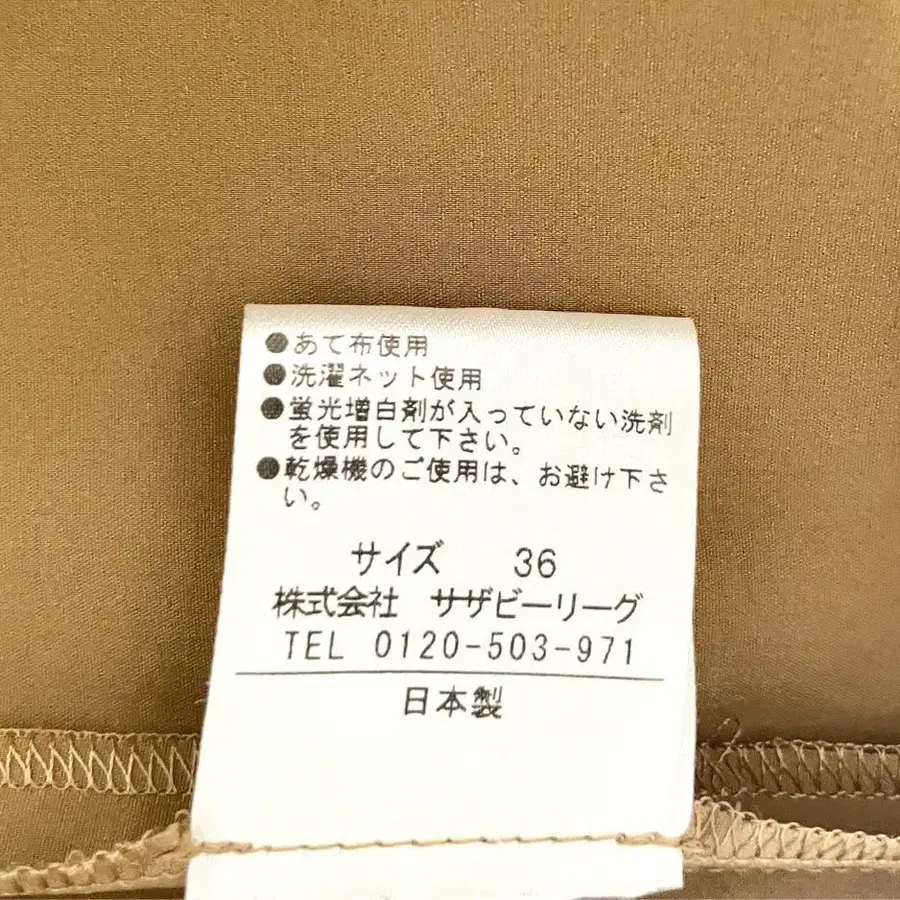 ●あて布使用
●洗濯ネット使用
●蛍光増白剤が入っていない洗剤
を使用して下さい。
●乾燥機のご使用は、お避け下さ
い。
サイズ 36
株式会社 サザビーリーグ
TEL 0120-503-971
日本製